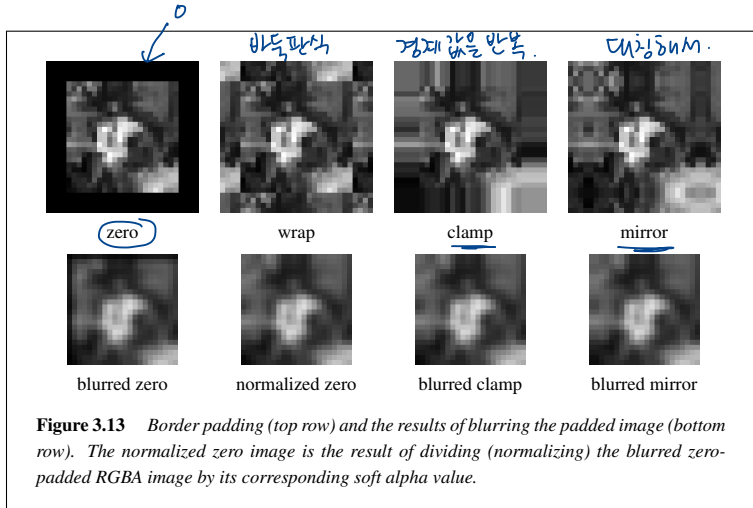 0
바둑판식 경계 값을 반복. 대칭해서.
zero wrap clamp mirror
blurred zero normalized zero blurred clamp blurred mirror
Figure 3.13 Border padding (top row) and the results of blurring the padded image (bottom
row). The normalized zero image is the result of dividing (normalizing) the blurred zero-
padded RGBA image by its corresponding soft alpha value.